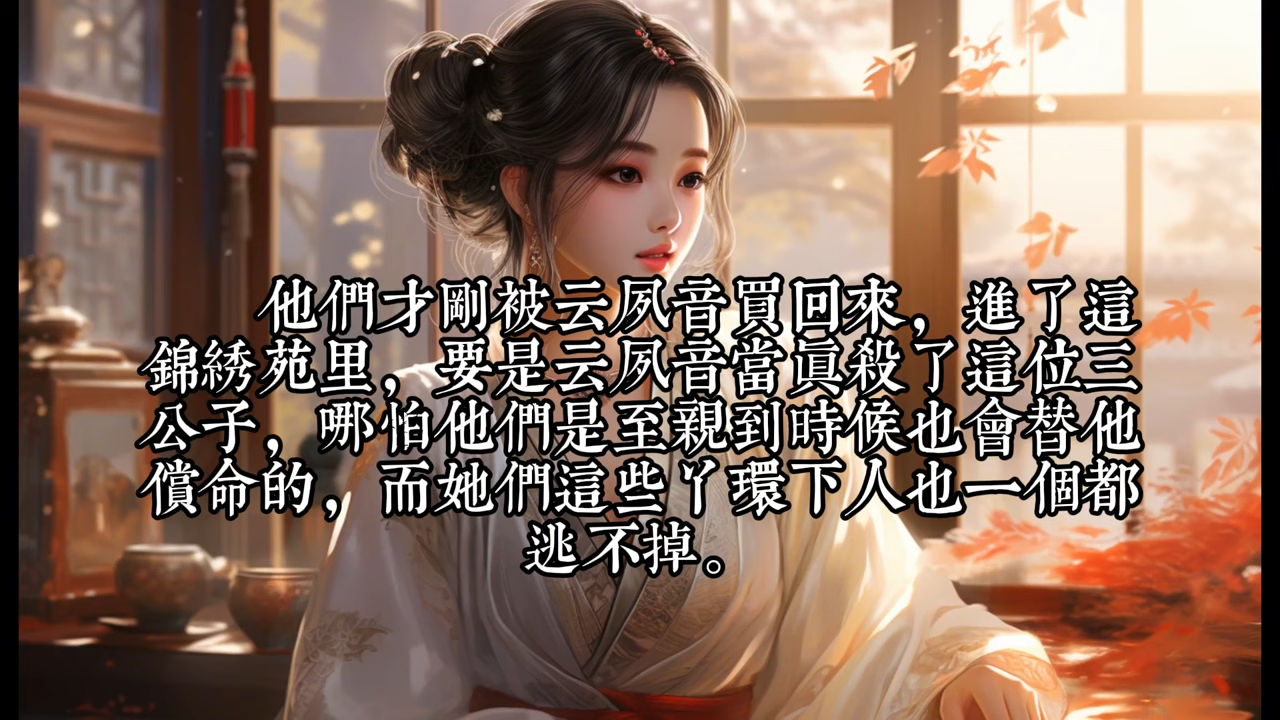 他們才剛被云夙音買回來，進了這
錦綉苑里，要是云夙音當眞殺了這位三
公子，哪怕他們是至親到時候也會替他
償命的，而她們這些丫環下人也一個都
逃不掉。